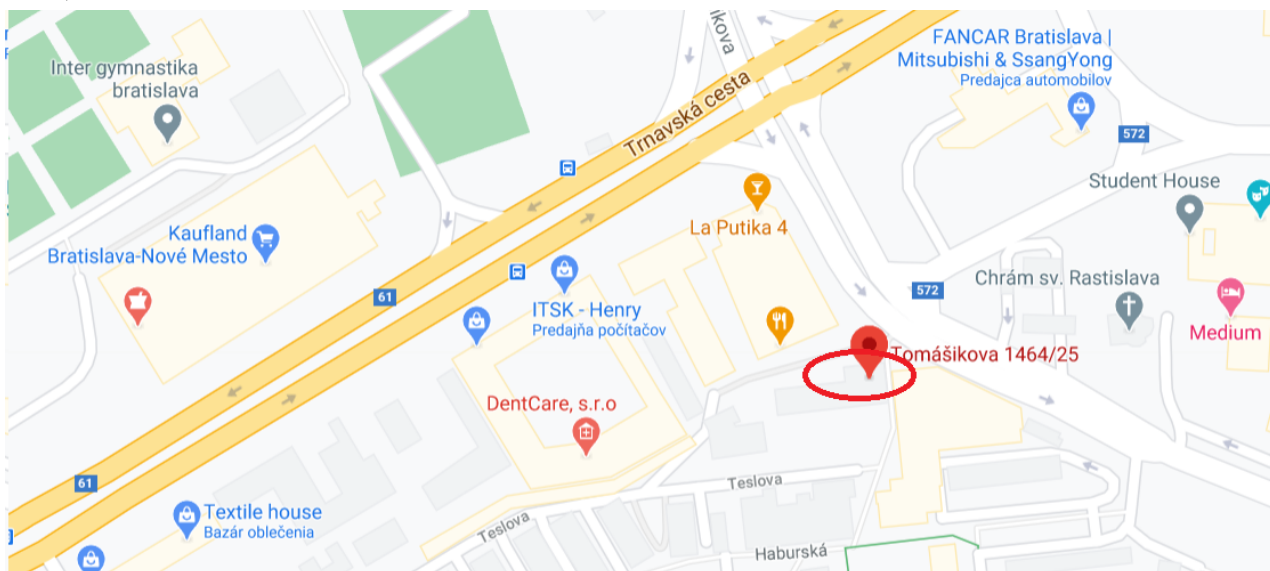 ikova
FANCAR Bratislava |
Mitsubishi & SsangYong
Predajca automobilov
Inter gymnastika
bratislava
Trnavská cesta
572
Student House
La Putika 4
Kaufland
Bratislava-Nové Mesto
Chrám sv. Rastislava
61
572
ITSK - Henry
Predajňa počítačov
Medium
Tomášikova 1464/25
DentCare, s.r.o
61
Teslova
Textile house
Bazár oblečenia
Teslova
Haburská